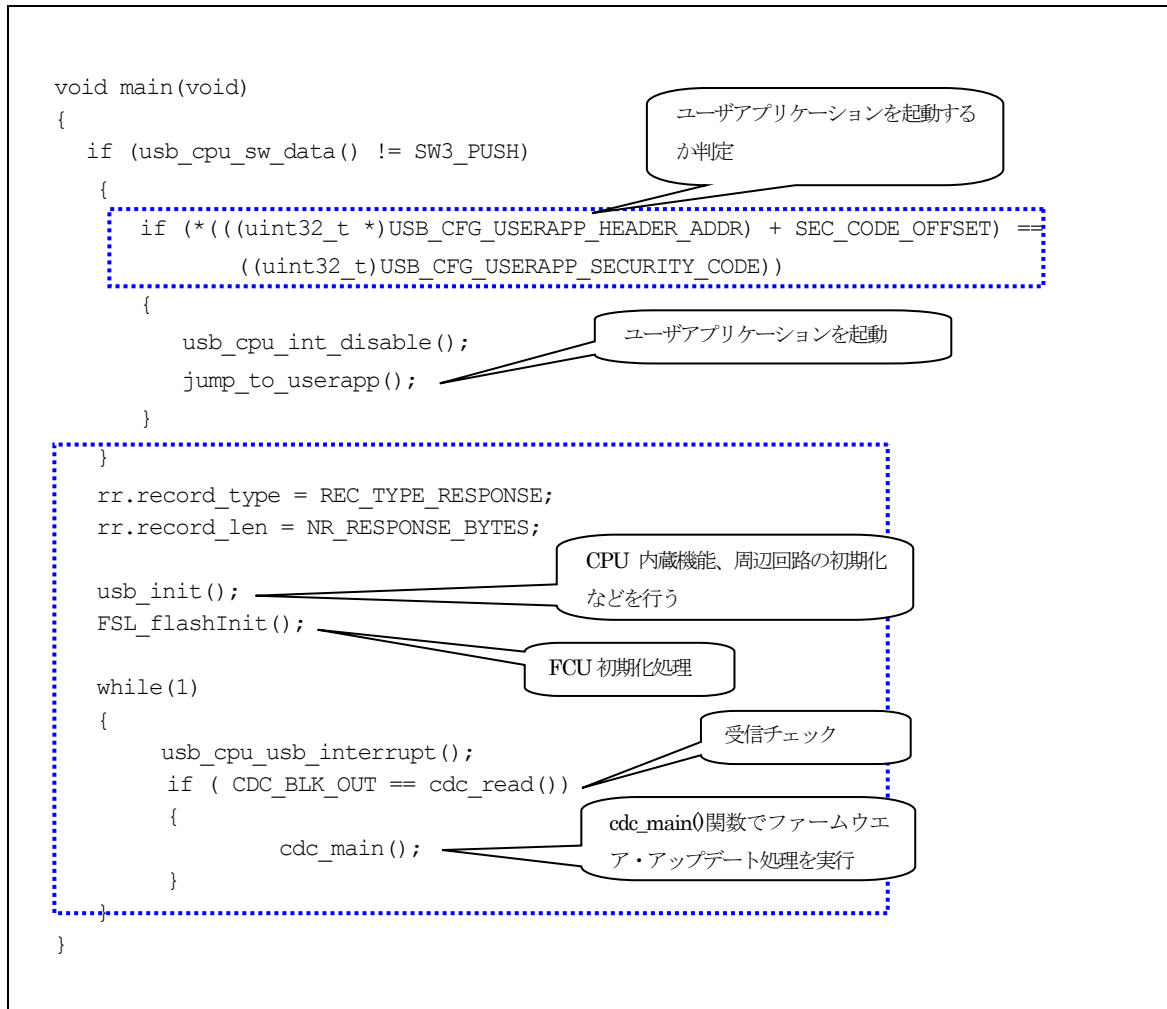 void main(void)
{
if (usb_cpu_sw_data() != SW3_PUSH)
ユーザアプリケーションを起動する
か判定
{
if (*(((uint32_t *)USB_CFG_USERAPP_HEADER_ADDR) + SEC_CODE_OFFSET) ==
((uint32_t)USB_CFG_USERAPP_SECURITY_CODE))
{
usb_cpu_int_disable();
ユーザアプリケーションを起動
jump_to_userapp();
}
}
rr.record_type = REC_TYPE_RESPONSE;
rr.record_len = NR_RESPONSE_BYTES;
CPU 内蔵機能、周辺回路の初期化
などを行う
usb_init();
FSL_flashInit();
FCU 初期化処理
while(1)
{
受信チェック
usb_cpu_usb_interrupt();
if ( CDC_BLK_OUT == cdc_read())
{
cdc_main()関数でファームウエ
ア・アップデート処理を実行
cdc_main();
}
}
}